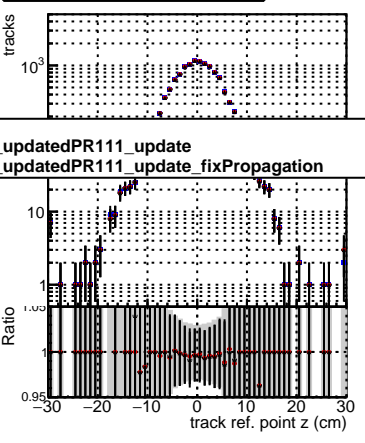 tracks
10³
_updatedPR111_update
_updatedPR111_update_fixPropagation
10
1
Ratio
1.05
1
0.95
−30 −20 −10 0 10 20 30
track ref. point z (cm)